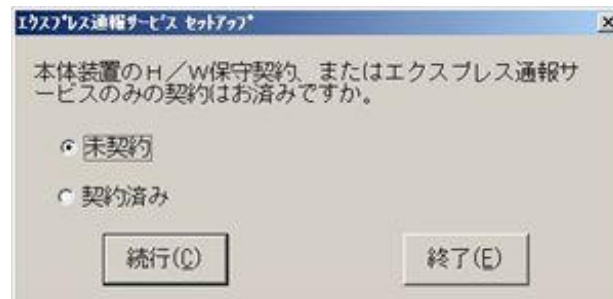 ｴｸｽﾌﾟﾚｽ通報ｻｰﾋﾞｽ ｾｯﾄｱｯﾌﾟ
本体装置のＨ／Ｗ保守契約、またはエクスプレス通報サ
ービスのみの契約はお済みですか。
未契約
契約済み
続行(C)
終了(E)